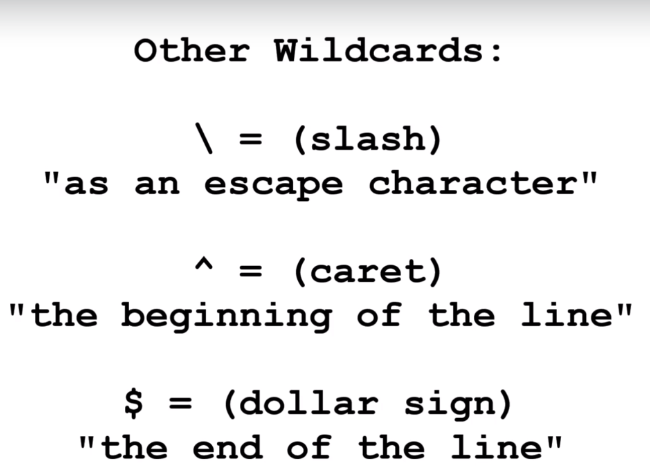 Other Wildcards:
\ = (slash)
"as an escape character"
^ = (caret)
"the beginning of the line"
$ = (dollar sign)
"the end of the line"